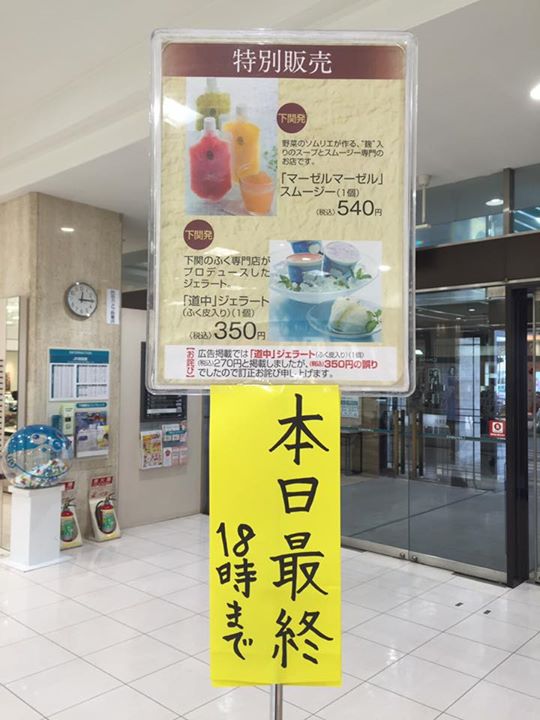 特別販売
下関発
野菜のソムリエが作る、"麹"入
りのスープとスムージー専門の
お店です。
「マーゼルマーゼル」
スムージー(1個)
(税込)540円
下関発
下関のふく専門店が
プロデュースした
ジェラート。
「道中」ジェラート
(ふく皮入り)(1個)
(税込)350円
【お詫び】
広告掲載では「道中」ジェラート(ふく皮入り)(1個)
(税込)270円と掲載しましたが、(税込)350円の誤り
でしたので訂正お詫び申し上げます。
本日最終
18時まで